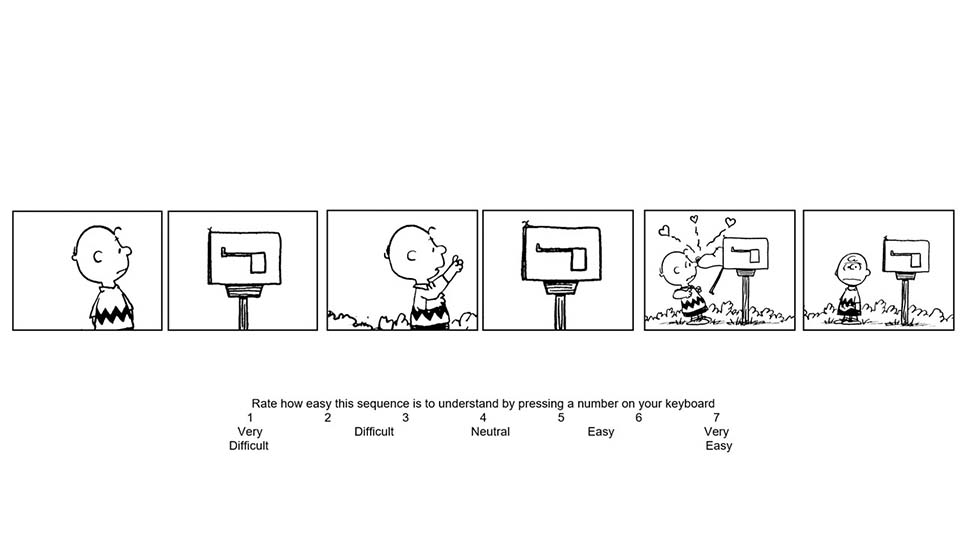 Rate how easy this sequence is to understand by pressing a number on your keyboard
1 2 3 4 5 6 7
Very Difficult Neutral Easy Very
Difficult Easy